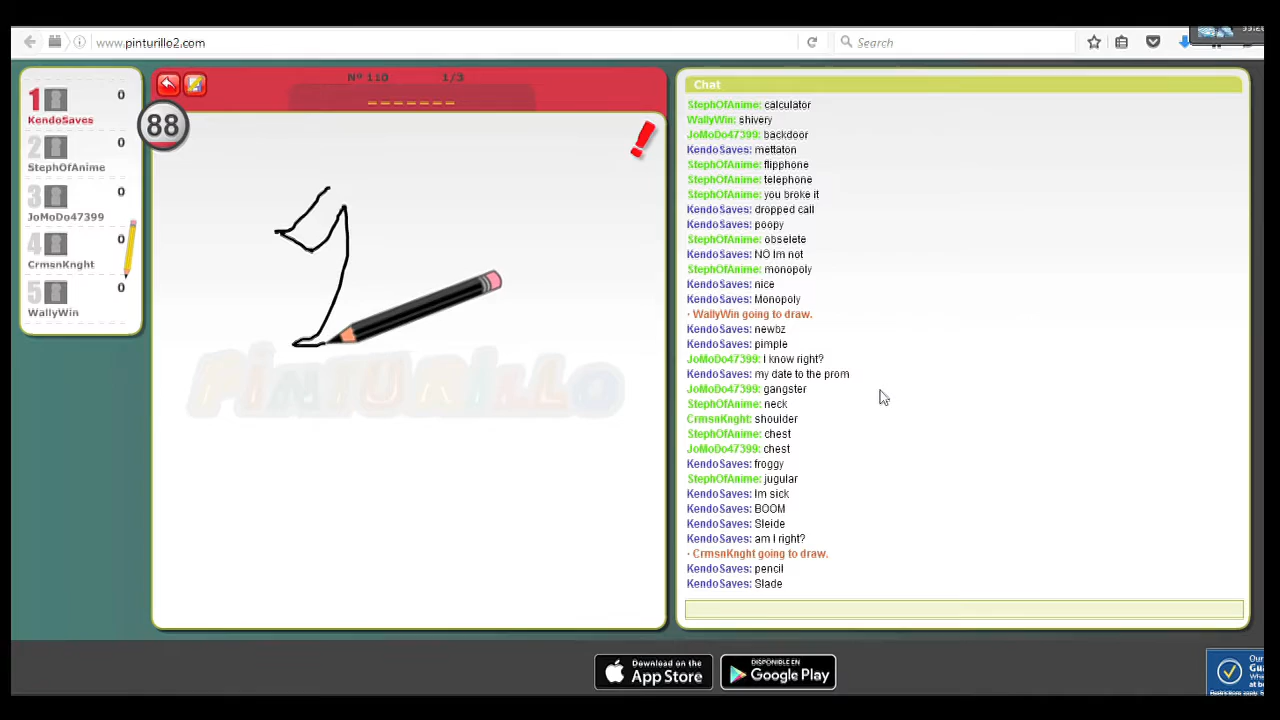 www.pinturillo2.com
Search
Nº 110 1/3
_ _ _ _ _ _ _
88
1 0
KendoSaves
2 0
StephOfAnime
3 0
JoMoDo47399
4 0
CrmsnKnght
5 0
WallyWin
PINTURILLO
Chat
StephOfAnime: calculator
WallyWin: shivery
JoMoDo47399: backdoor
KendoSaves: mettaton
StephOfAnime: flipphone
StephOfAnime: telephone
StephOfAnime: you broke it
KendoSaves: dropped call
KendoSaves: poopy
StephOfAnime: obselete
KendoSaves: NO Im not
StephOfAnime: monopoly
KendoSaves: nice
KendoSaves: Monopoly
· WallyWin going to draw.
KendoSaves: newbz
KendoSaves: pimple
JoMoDo47399: I know right?
KendoSaves: my date to the prom
JoMoDo47399: gangster
StephOfAnime: neck
CrmsnKnght: shoulder
StephOfAnime: chest
JoMoDo47399: chest
KendoSaves: froggy
StephOfAnime: jugular
KendoSaves: Im sick
KendoSaves: BOOM
KendoSaves: Sleide
KendoSaves: am I right?
· CrmsnKnght going to draw.
KendoSaves: pencil
KendoSaves: Slade
Download on the
App Store
DISPONIBLE EN
Google Play
Our